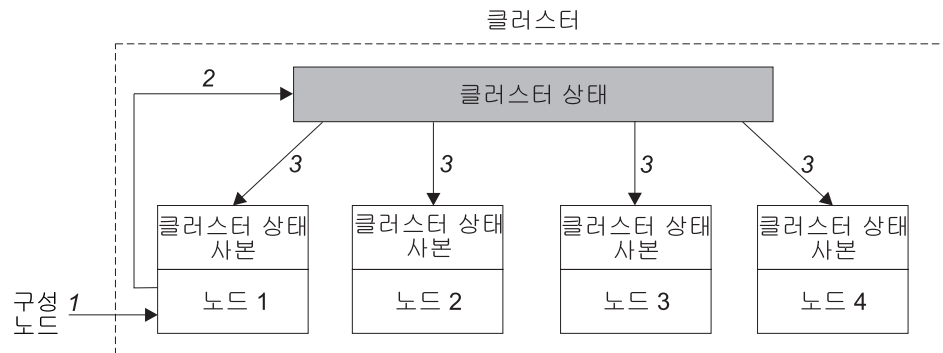 클러스터
2
클러스터 상태
3 3 3 3
클러스터 상태
사본
클러스터 상태
사본
클러스터 상태
사본
클러스터 상태
사본
구성 1
노드
노드 1
노드 2
노드 3
노드 4